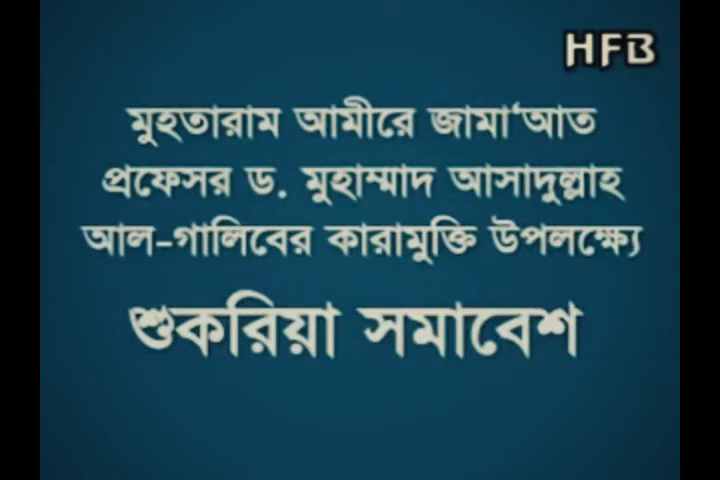 HFB
মুহতারাম আমীরে জামা‘আত
প্রফেসর ড. মুহাম্মাদ আসাদুল্লাহ
আল-গালিবের কারামুক্তি উপলক্ষ্যে
শুকরিয়া সমাবেশ